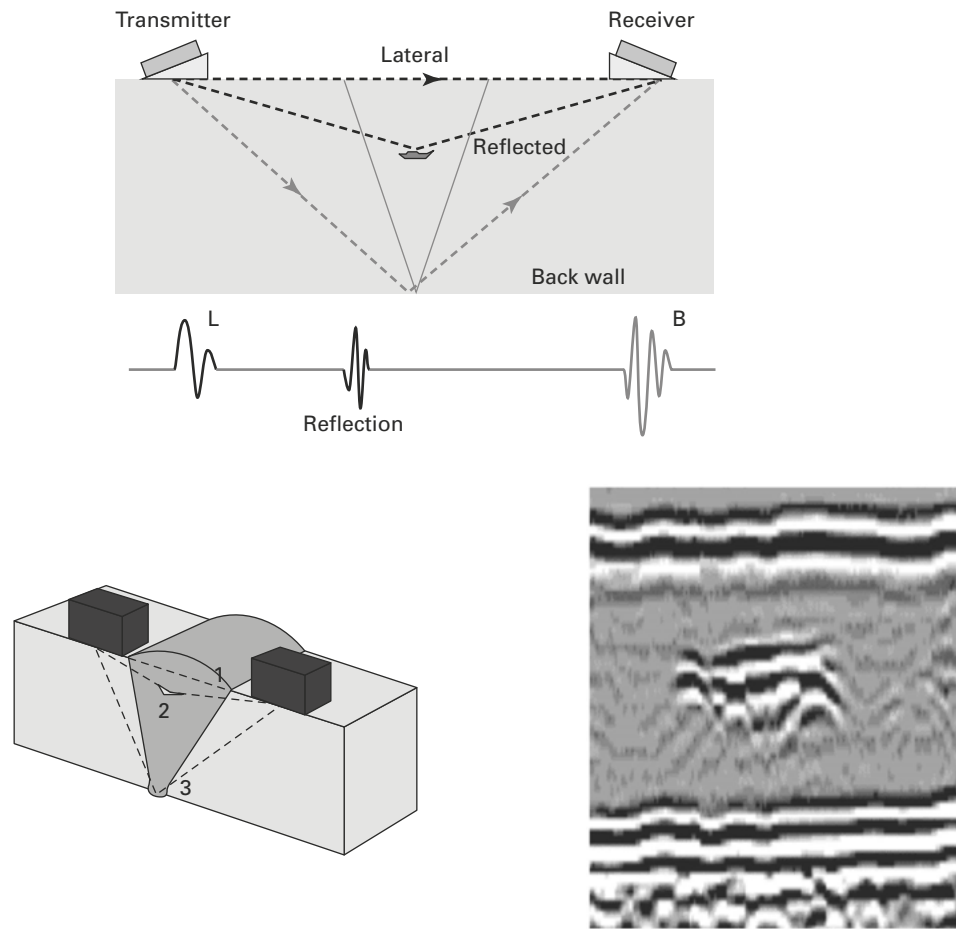 Transmitter
Receiver
Lateral
Reflected
Back wall
L
B
Reflection
1
2
3